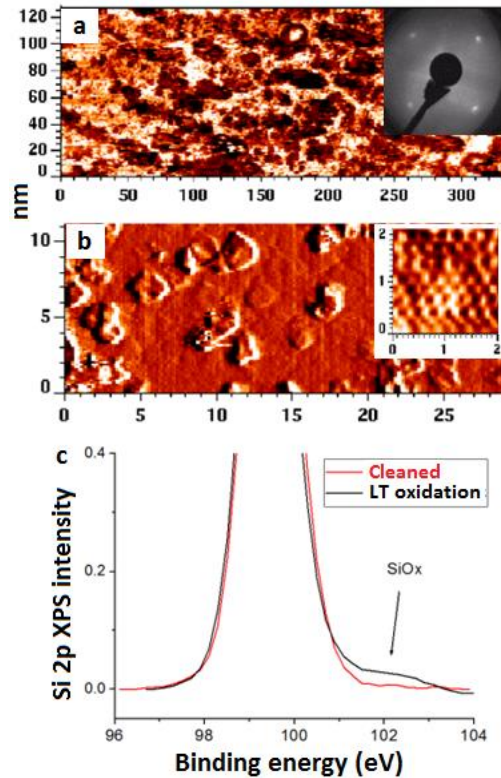 a
120
100
80
60
40
20
0
0 50 100 150 200 250 300
nm
b
10
5
0
0 5 10 15 20 25
2
1
0
0 1 2
c
0.4
0.2
0.0
Cleaned
LT oxidation :
SiOx
Si 2p XPS intensity
96 98 100 102 104
Binding energy (eV)